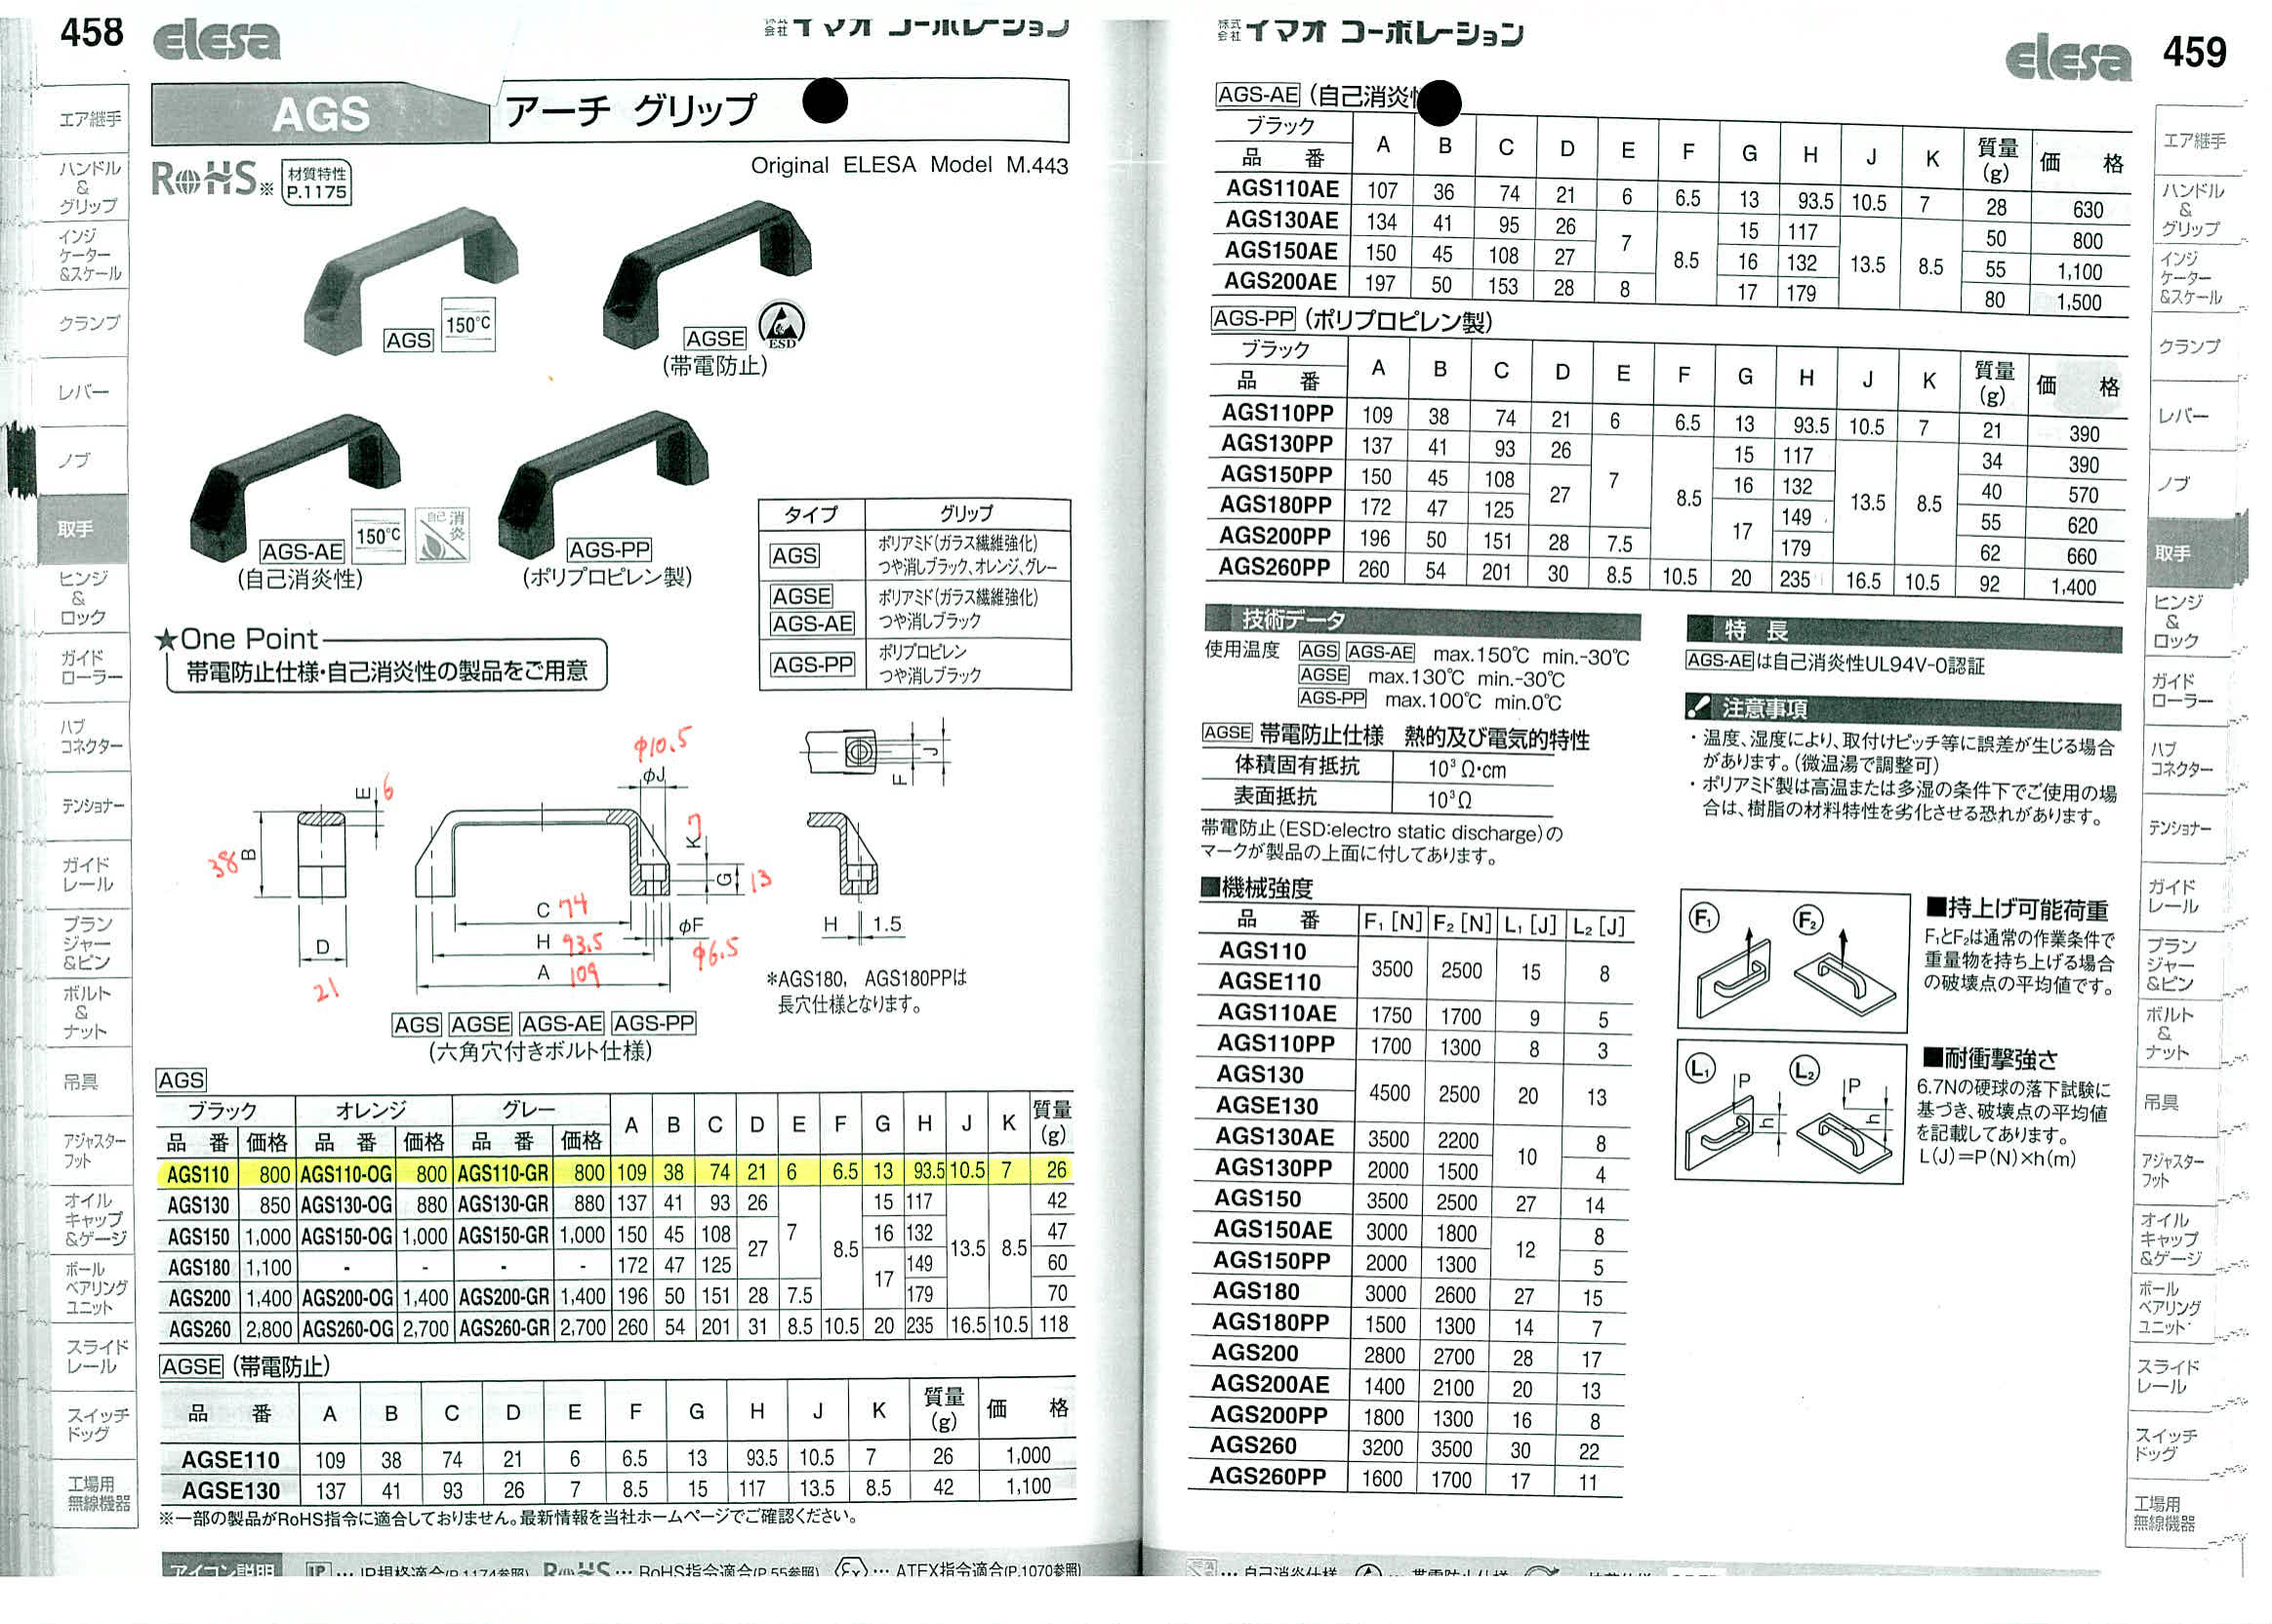 458 elesa
株式会社イマオ コーポレーション
AGS アーチ グリップ
RoHS※ 材質特性 P.1175
Original ELESA Model M.443
AGS 150℃
AGSE ESD
(帯電防止)
AGS-AE 150℃ 自己消炎
(自己消炎性)
AGS-PP
(ポリプロピレン製)
タイプ グリップ
AGS ポリアミド(ガラス繊維強化)
つや消しブラック、オレンジ、グレー
AGSE ポリアミド(ガラス繊維強化)
AGS-AE つや消しブラック
AGS-PP ポリプロピレン
つや消しブラック
★One Point
帯電防止仕様・自己消炎性の製品をご用意
φ10.5
φJ
E 6
K 7
F J
38 B
G 13
C 74
φF
H 93.5
φ6.5
D
21
A 109
H 1.5
※AGS180, AGS180PPは
長穴仕様となります。
AGS AGSE AGS-AE AGS-PP
(六角穴付きボルト仕様)
AGS
ブラック オレンジ グレー A B C D E F G H J K 質量(g)
品番 価格 品番 価格 品番 価格
AGS110 800 AGS110-OG 800 AGS110-GR 800 109 38 74 21 6 6.5 13 93.5 10.5 7 26
AGS130 850 AGS130-OG 880 AGS130-GR 880 137 41 93 26 7 8.5 15 117 13.5 8.5 42
AGS150 1,000 AGS150-OG 1,000 AGS150-GR 1,000 150 45 108 27 16 132 47
AGS180 1,100 - - - - 172 47 125 17 149 60
AGS200 1,400 AGS200-OG 1,400 AGS200-GR 1,400 196 50 151 28 7.5 179 70
AGS260 2,800 AGS260-OG 2,700 AGS260-GR 2,700 260 54 201 31 8.5 10.5 20 235 16.5 10.5 118
AGSE (帯電防止)
品番 A B C D E F G H J K 質量(g) 価格
AGSE110 109 38 74 21 6 6.5 13 93.5 10.5 7 26 1,000
AGSE130 137 41 93 26 7 8.5 15 117 13.5 8.5 42 1,100
※一部の製品がRoHS指令に適合しておりません。最新情報を当社ホームページでご確認ください。
アイコン説明 IP … IP規格適合(P.1174参照) RoHS … RoHS指令適合(P.55参照) Ex … ATEX指令適合(P.1070参照)
エア継手
ハンドル&グリップ
インジケーター&スケール
クランプ
レバー
ノブ
取手
ヒンジ&ロック
ガイドローラー
ハブコネクター
テンショナー
ガイドレール
プランジャー&ピン
ボルト&ナット
吊具
アジャスターフット
オイルキャップ&ゲージ
ボールベアリングユニット
スライドレール
スイッチドッグ
工場用無線機器
株式会社イマオ コーポレーション
elesa 459
AGS-AE (自己消炎
ブラック 品番 A B C D E F G H J K 質量(g) 価格
AGS110AE 107 36 74 21 6 6.5 13 93.5 10.5 7 28 630
AGS130AE 134 41 95 26 7 8.5 15 117 13.5 8.5 50 800
AGS150AE 150 45 108 27 16 132 55 1,100
AGS200AE 197 50 153 28 8 17 179 80 1,500
AGS-PP (ポリプロピレン製)
ブラック 品番 A B C D E F G H J K 質量(g) 価格
AGS110PP 109 38 74 21 6 6.5 13 93.5 10.5 7 21 390
AGS130PP 137 41 93 26 7 8.5 15 117 13.5 8.5 34 390
AGS150PP 150 45 108 27 16 132 40 570
AGS180PP 172 47 125 17 149 55 620
AGS200PP 196 50 151 28 7.5 179 62 660
AGS260PP 260 54 201 30 8.5 10.5 20 235 16.5 10.5 92 1,400
技術データ
使用温度 AGS AGS-AE max.150℃ min.-30℃
AGSE max.130℃ min.-30℃
AGS-PP max.100℃ min.0℃
AGSE 帯電防止仕様 熱的及び電気的特性
体積固有抵抗 10³Ω・cm
表面抵抗 10³Ω
帯電防止(ESD:electro static discharge)の
マークが製品の上面に付してあります。
特 長
AGS-AEは自己消炎性UL94V-0認証
注意事項
・温度、湿度により、取付けピッチ等に誤差が生じる場合
があります。(微温湯で調整可)
・ポリアミド製は高温または多湿の条件下でご使用の場
合は、樹脂の材料特性を劣化させる恐れがあります。
■機械強度
品番 F₁[N] F₂[N] L₁[J] L₂[J]
AGS110
AGSE110 3500 2500 15 8
AGS110AE 1750 1700 9 5
AGS110PP 1700 1300 8 3
AGS130
AGSE130 4500 2500 20 13
AGS130AE 3500 2200 10 8
AGS130PP 2000 1500 4
AGS150 3500 2500 27 14
AGS150AE 3000 1800 12 8
AGS150PP 2000 1300 5
AGS180 3000 2600 27 15
AGS180PP 1500 1300 14 7
AGS200 2800 2700 28 17
AGS200AE 1400 2100 20 13
AGS200PP 1800 1300 16 8
AGS260 3200 3500 30 22
AGS260PP 1600 1700 17 11
F₁ F₂
■持上げ可能荷重
F₁とF₂は通常の作業条件で
重量物を持ち上げる場合
の破壊点の平均値です。
L₁ P h L₂ P h
■耐衝撃強さ
6.7Nの硬球の落下試験に
基づき、破壊点の平均値
を記載してあります。
L(J)=P(N)×h(m)
エア継手
ハンドル&グリップ
インジケーター&スケール
クランプ
レバー
ノブ
取手
ヒンジ&ロック
ガイドローラー
ハブコネクター
テンショナー
ガイドレール
プランジャー&ピン
ボルト&ナット
吊具
アジャスターフット
オイルキャップ&ゲージ
ボールベアリングユニット
スライドレール
スイッチドッグ
工場用無線機器
… 自己消炎仕様 … 帯電防止仕様